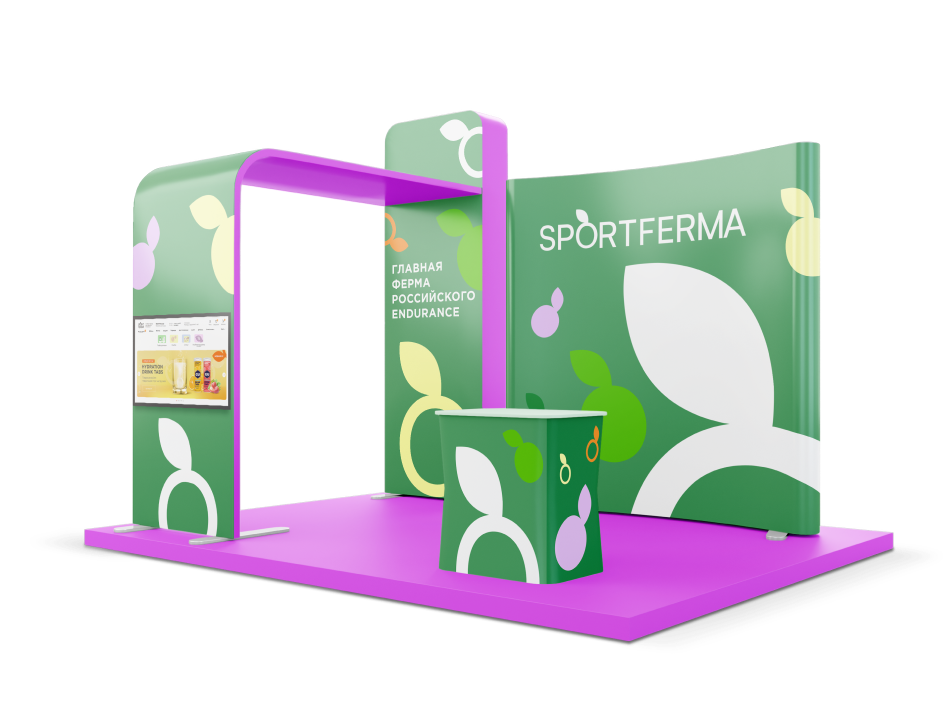 SPORTFERMA
ГЛАВНАЯ
ФЕРМА
РОССИЙСКОГО
ENDURANCE
HYDRATION
DRINK TABS